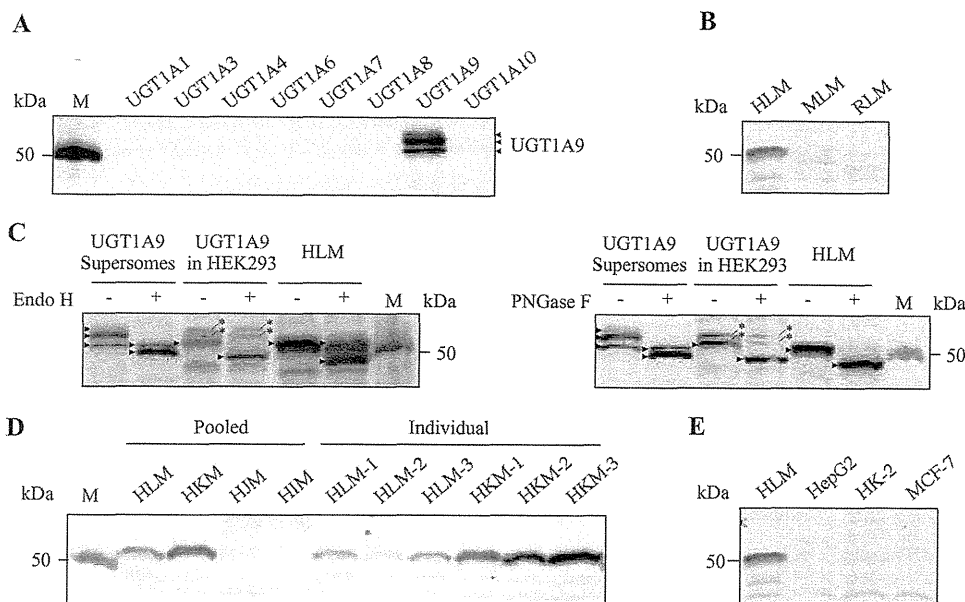 A
kDa
M
UGT1A1
UGT1A3
UGT1A4
UGT1A6
UGT1A7
UGT1A8
UGT1A9
UGT1A10
50
UGT1A9
B
kDa
HLM
MLM
RLM
50
C
UGT1A9 Supersomes
UGT1A9 in HEK293
HLM
Endo H
- + - + - + M kDa
* *
* *
50
UGT1A9 Supersomes
UGT1A9 in HEK293
HLM
PNGase F
- + - + - + M kDa
* *
* *
50
D
Pooled
Individual
kDa
M
HLM
HKM
HJM
HIM
HLM-1
HLM-2
HLM-3
HKM-1
HKM-2
HKM-3
50
E
kDa
HLM
HepG2
HK-2
MCF-7
50